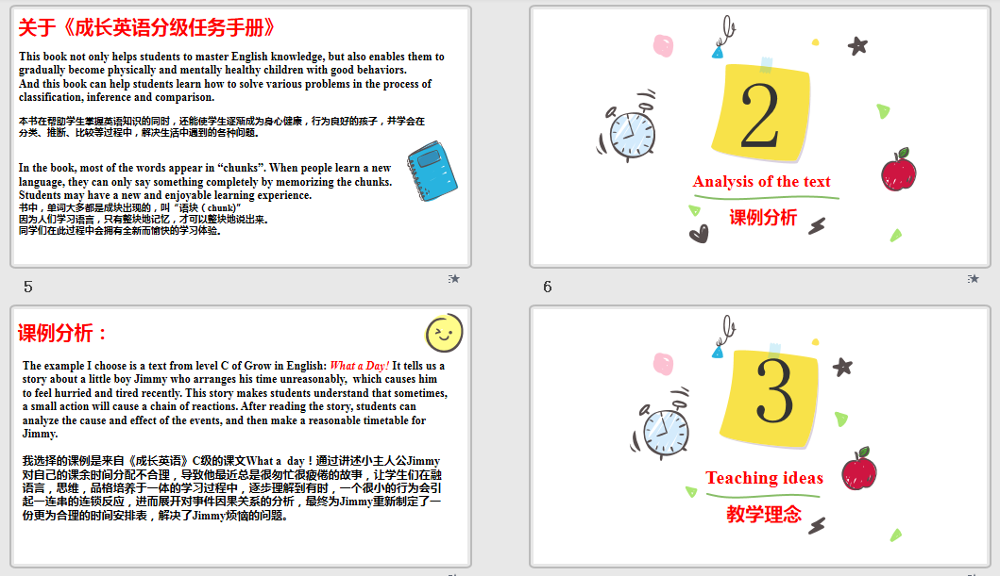 关于《成长英语分级任务手册》
This book not only helps students to master English knowledge, but also enables them to
gradually become physically and mentally healthy children with good behaviors.
And this book can help students learn how to solve various problems in the process of
classification, inference and comparison.
本书在帮助学生掌握英语知识的同时，还能使学生逐渐成为身心健康，行为良好的孩子，并学会在
分类、推断、比较等过程中，解决生活中遇到的各种问题。
In the book, most of the words appear in “chunks”. When people learn a new
language, they can only say something completely by memorizing the chunks.
Students may have a new and enjoyable learning experience.
书中，单词大多都是成块出现的，叫“语块（chunk)”
因为人们学习语言，只有整块地记忆，才可以整块地说出来。
同学们在此过程中会拥有全新而愉快的学习体验。
5
2
Analysis of the text
课例分析
6
课例分析：
The example I choose is a text from level C of Grow in English: What a Day! It tells us a
story about a little boy Jimmy who arranges his time unreasonably, which causes him
to feel hurried and tired recently. This story makes students understand that sometimes,
a small action will cause a chain of reactions. After reading the story, students can
analyze the cause and effect of the events, and then make a reasonable timetable for
Jimmy.
我选择的课例是来自《成长英语》C级的课文What a day！通过讲述小主人公Jimmy
对自己的课余时间分配不合理，导致他最近总是很匆忙很疲倦的故事，让学生们在融
语言，思维，品格培养于一体的学习过程中，逐步理解到有时，一个很小的行为会引
起一连串的连锁反应，进而展开对事件因果关系的分析，最终为Jimmy重新制定了一
份更为合理的时间安排表，解决了Jimmy烦恼的问题。
3
Teaching ideas
教学理念